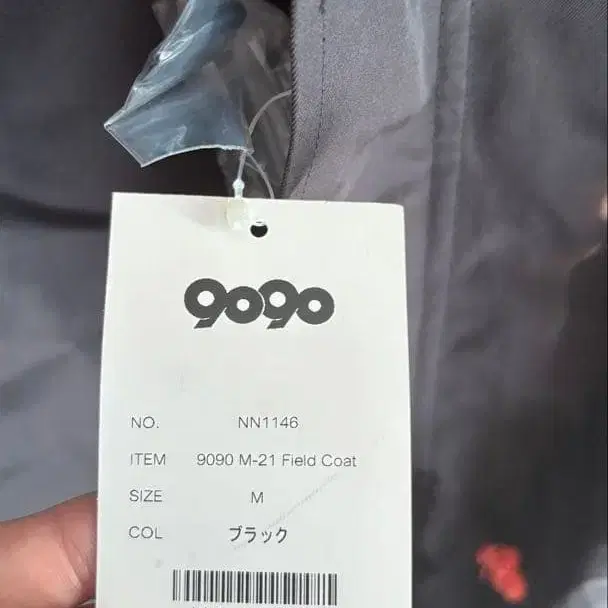 9090
NO. NN1146
ITEM 9090 M-21 Field Coat
SIZE M
COL ブラック